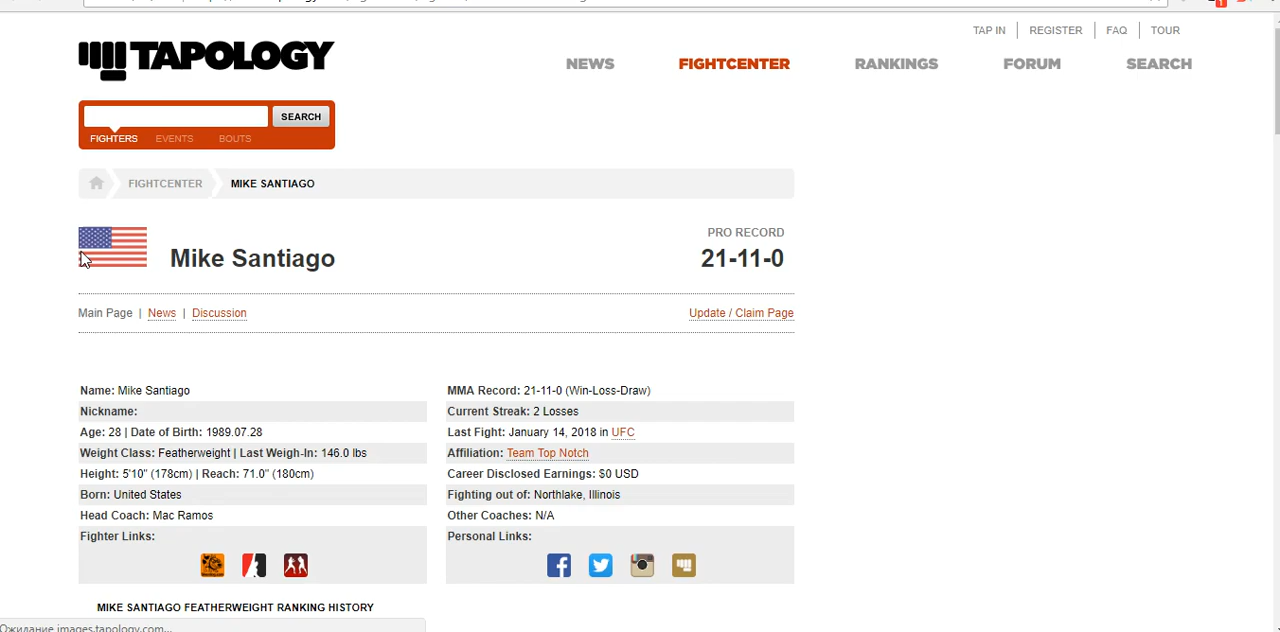 TAP IN | REGISTER | FAQ | TOUR
TAPOLOGY
NEWS FIGHTCENTER RANKINGS FORUM SEARCH
SEARCH
FIGHTERS EVENTS BOUTS
FIGHTCENTER MIKE SANTIAGO
PRO RECORD
Mike Santiago 21-11-0
Main Page | News | Discussion Update / Claim Page
Name: Mike Santiago
Nickname:
Age: 28 | Date of Birth: 1989.07.28
Weight Class: Featherweight | Last Weigh-In: 146.0 lbs
Height: 5'10" (178cm) | Reach: 71.0" (180cm)
Born: United States
Head Coach: Mac Ramos
Fighter Links:
MMA Record: 21-11-0 (Win-Loss-Draw)
Current Streak: 2 Losses
Last Fight: January 14, 2018 in UFC
Affiliation: Team Top Notch
Career Disclosed Earnings: $0 USD
Fighting out of: Northlake, Illinois
Other Coaches: N/A
Personal Links:
MIKE SANTIAGO FEATHERWEIGHT RANKING HISTORY
Ожидание images.tapology.com...